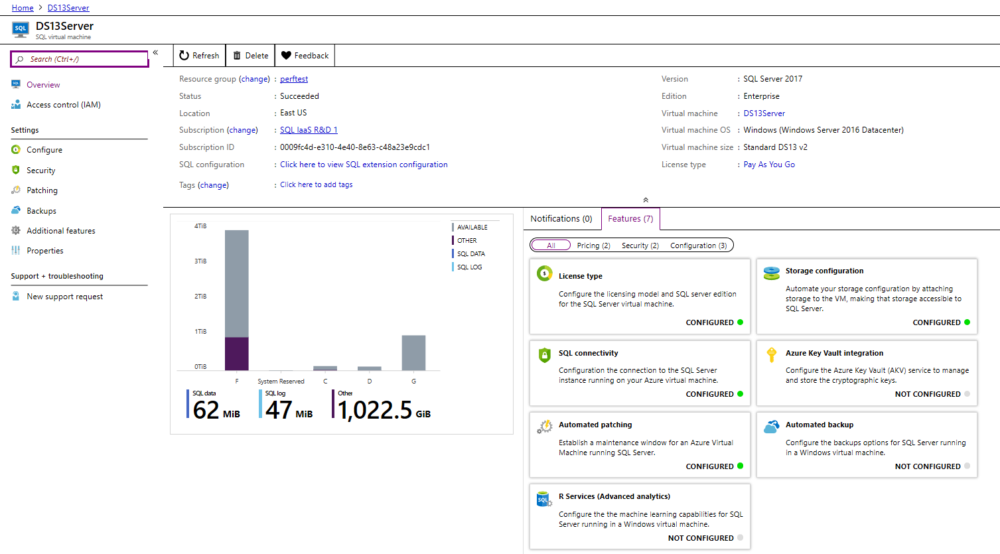 Home > DS13Server
SQL DS13Server
SQL virtual machine
Search (Ctrl+/)
«
SQL Overview
Access control (IAM)
Settings
Configure
Security
Patching
Backups
Additional features
Properties
Support + troubleshooting
New support request
Refresh Delete Feedback
Resource group (change) : perftest
Status : Succeeded
Location : East US
Subscription (change) : SQL IaaS R&D 1
Subscription ID : 0009fc4d-e310-4e40-8e63-c48a23e9cdc1
SQL configuration : Click here to view SQL extension configuration
Tags (change) : Click here to add tags
Version : SQL Server 2017
Edition : Enterprise
Virtual machine : DS13Server
Virtual machine OS : Windows (Windows Server 2016 Datacenter)
Virtual machine size : Standard DS13 v2
License type : Pay As You Go
4TiB
3TiB
2TiB
1TiB
0TiB
F System Reserved C D G
AVAILABLE
OTHER
SQL DATA
SQL LOG
SQL data
62 MiB
SQL log
47 MiB
Other
1,022.5 GiB
Notifications (0) Features (7)
All Pricing (2) Security (2) Configuration (3)
$ License type
Configure the licensing model and SQL server edition
for the SQL Server virtual machine.
CONFIGURED
Storage configuration
Automate your storage configuration by attaching
storage to the VM, making that storage accessible to
SQL Server.
CONFIGURED
SQL connectivity
Configuration the connection to the SQL Server
instance running on your Azure virtual machine.
CONFIGURED
Azure Key Vault integration
Configure the Azure Key Vault (AKV) service to manage
and store the cryptographic keys.
NOT CONFIGURED
Automated patching
Establish a maintenance window for an Azure Virtual
Machine running SQL Server.
CONFIGURED
Automated backup
Configure the backups options for SQL Server running
in a Windows virtual machine.
NOT CONFIGURED
SQL R Services (Advanced analytics)
Configure the the machine learning capabilities for SQL
Server running in a Windows virtual machine.
NOT CONFIGURED